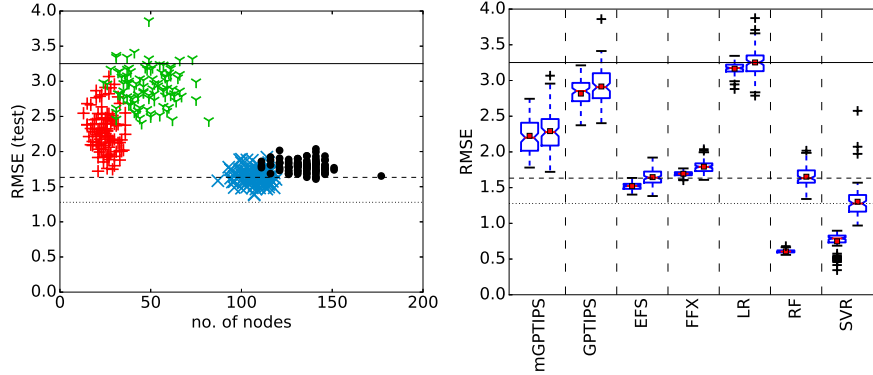 4.0
3.5
3.0
2.5
2.0
1.5
1.0
0.5
0.0
RMSE (test)
0
50
100
150
200
no. of nodes
4.0
3.5
3.0
2.5
2.0
1.5
1.0
0.5
0.0
RMSE
mGPTIPS
GPTIPS
EFS
FFX
LR
RF
SVR